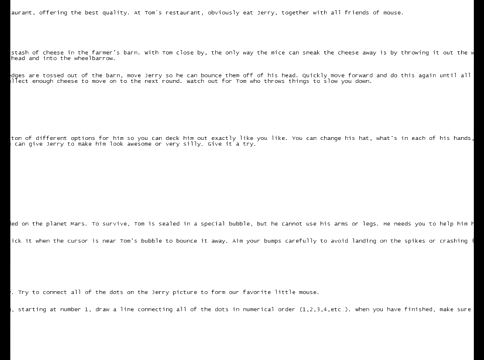 aurant, offering the best quality. At Tom's restaurant, obviously eat Jerry, together with all friends of mouse.
stash of cheese in the farmer's barn. With Tom close by, the only way the mice can sneak the cheese away is by throwing it out the
head and into the wheelbarrow.
dges are tossed out of the barn, move Jerry so he can bounce them off of his head. Quickly move forward and do this again until all
llect enough cheese to move on to the next round. Watch out for Tom who throws things to slow you down.
ton of different options for him so you can deck him out exactly like you like. You can change his hat, what's in each of his hands,
can give Jerry to make him look awesome or very silly. Give it a try.
ed on the planet Mars. To survive, Tom is sealed in a special bubble, but he cannot use his arms or legs. He needs you to help him
ick it when the cursor is near Tom's bubble to bounce it away. Aim your bumps carefully to avoid landing on the spikes or crashing
. Try to connect all of the dots on the Jerry picture to form our favorite little mouse.
, starting at number 1, draw a line connecting all of the dots in numerical order (1,2,3,4,etc ). When you have finished, make sure